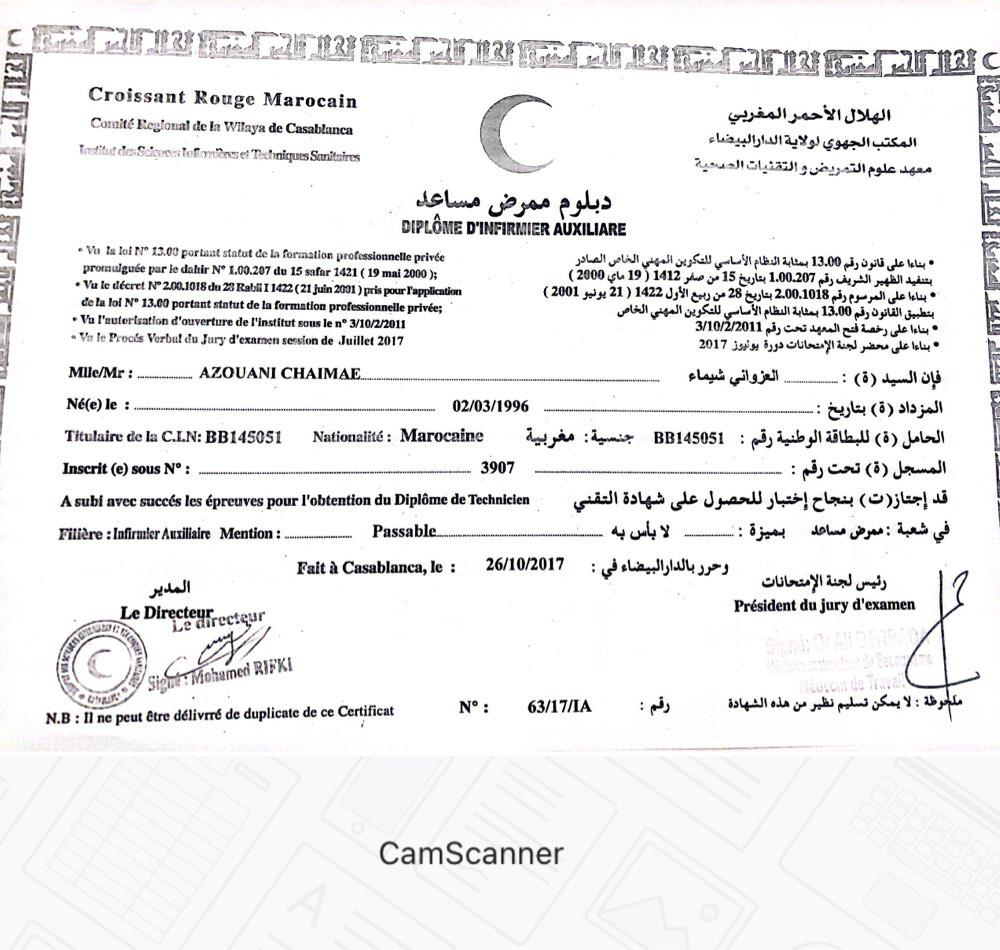 Croissant Rouge Marocain
Comité Regional de la Wilaya de Casablanca
Institut des Sciences Infirmières et Techniques Sanitaires
الهلال الأحمر المغربي
المكتب الجهوي لولاية الدارالبيضاء
معهد علوم التمريض و التقنيات الصحية
دبلوم ممرض مساعد
DIPLÔME D'INFIRMIER AUXILIARE
• Vu la loi N° 13.00 portant statut de la formation professionnelle privée
promulguée par le dahir N° 1.00.207 du 15 safar 1421 ( 19 mai 2000 );
• Vu le décret N° 2.00.1018 du 28 Rabli I 1422 ( 21 juin 2001 ) pris pour l'application
de la loi N° 13.00 portant statut de la formation professionnelle privée;
• Vu l'autorisation d'ouverture de l'institut sous le n° 3/10/2/2011
• Vu le Procés Verbal du Jury d'examen session de Juillet 2017
• بناءا على قانون رقم 13.00 بمثابة النظام الأساسي للتكوين المهني الخاص الصادر
بتنفيد الظهير الشريف رقم 1.00.207 بتاريخ 15 من صفر 1412 ( 19 ماي 2000 )
• بناءا على المرسوم رقم 2.00.1018 بتاريخ 28 من ربيع الأول 1422 ( 21 يونيو 2001 )
بتطبيق القانون رقم 13.00 بمثابة النظام الأساسي للتكوين المهني الخاص
• بناءا على رخصة فتح المعهد تحت رقم 3/10/2/2011
• بناءا على محضر لجنة الإمتحانات دورة يوليوز 2017
Mlle/Mr : AZOUANI CHAIMAE فإن السيد (ة) : العزواني شيماء
Né(e) le : 02/03/1996 المزداد (ة) بتاريخ :
Titulaire de la C.I.N: BB145051 Nationalité : Marocaine الحامل (ة) للبطاقة الوطنية رقم : BB145051 جنسية : مغربية
Inscrit (e) sous N° : 3907 المسجل (ة) تحت رقم :
A subi avec succés les épreuves pour l'obtention du Diplôme de Technicien قد إجتاز(ت) بنجاح إختبار للحصول على شهادة التقني
Filière : Infirmier Auxiliaire Mention : Passable في شعبة : ممرض مساعد بميزة : لا بأس به
Fait à Casablanca, le : 26/10/2017 وحرر بالدارالبيضاء في :
المدير
Le Directeur
Le directeur
Signé : Mohamed RIFKI
رئيس لجنة الإمتحانات
Président du jury d'examen
Signé: Dr Ali BERRADA
Médecin de Travail
N.B : Il ne peut être délivrré de duplicate de ce Certificat N° : 63/17/IA رقم : ملحوظة : لا يمكن تسليم نظير من هذه الشهادة
CamScanner